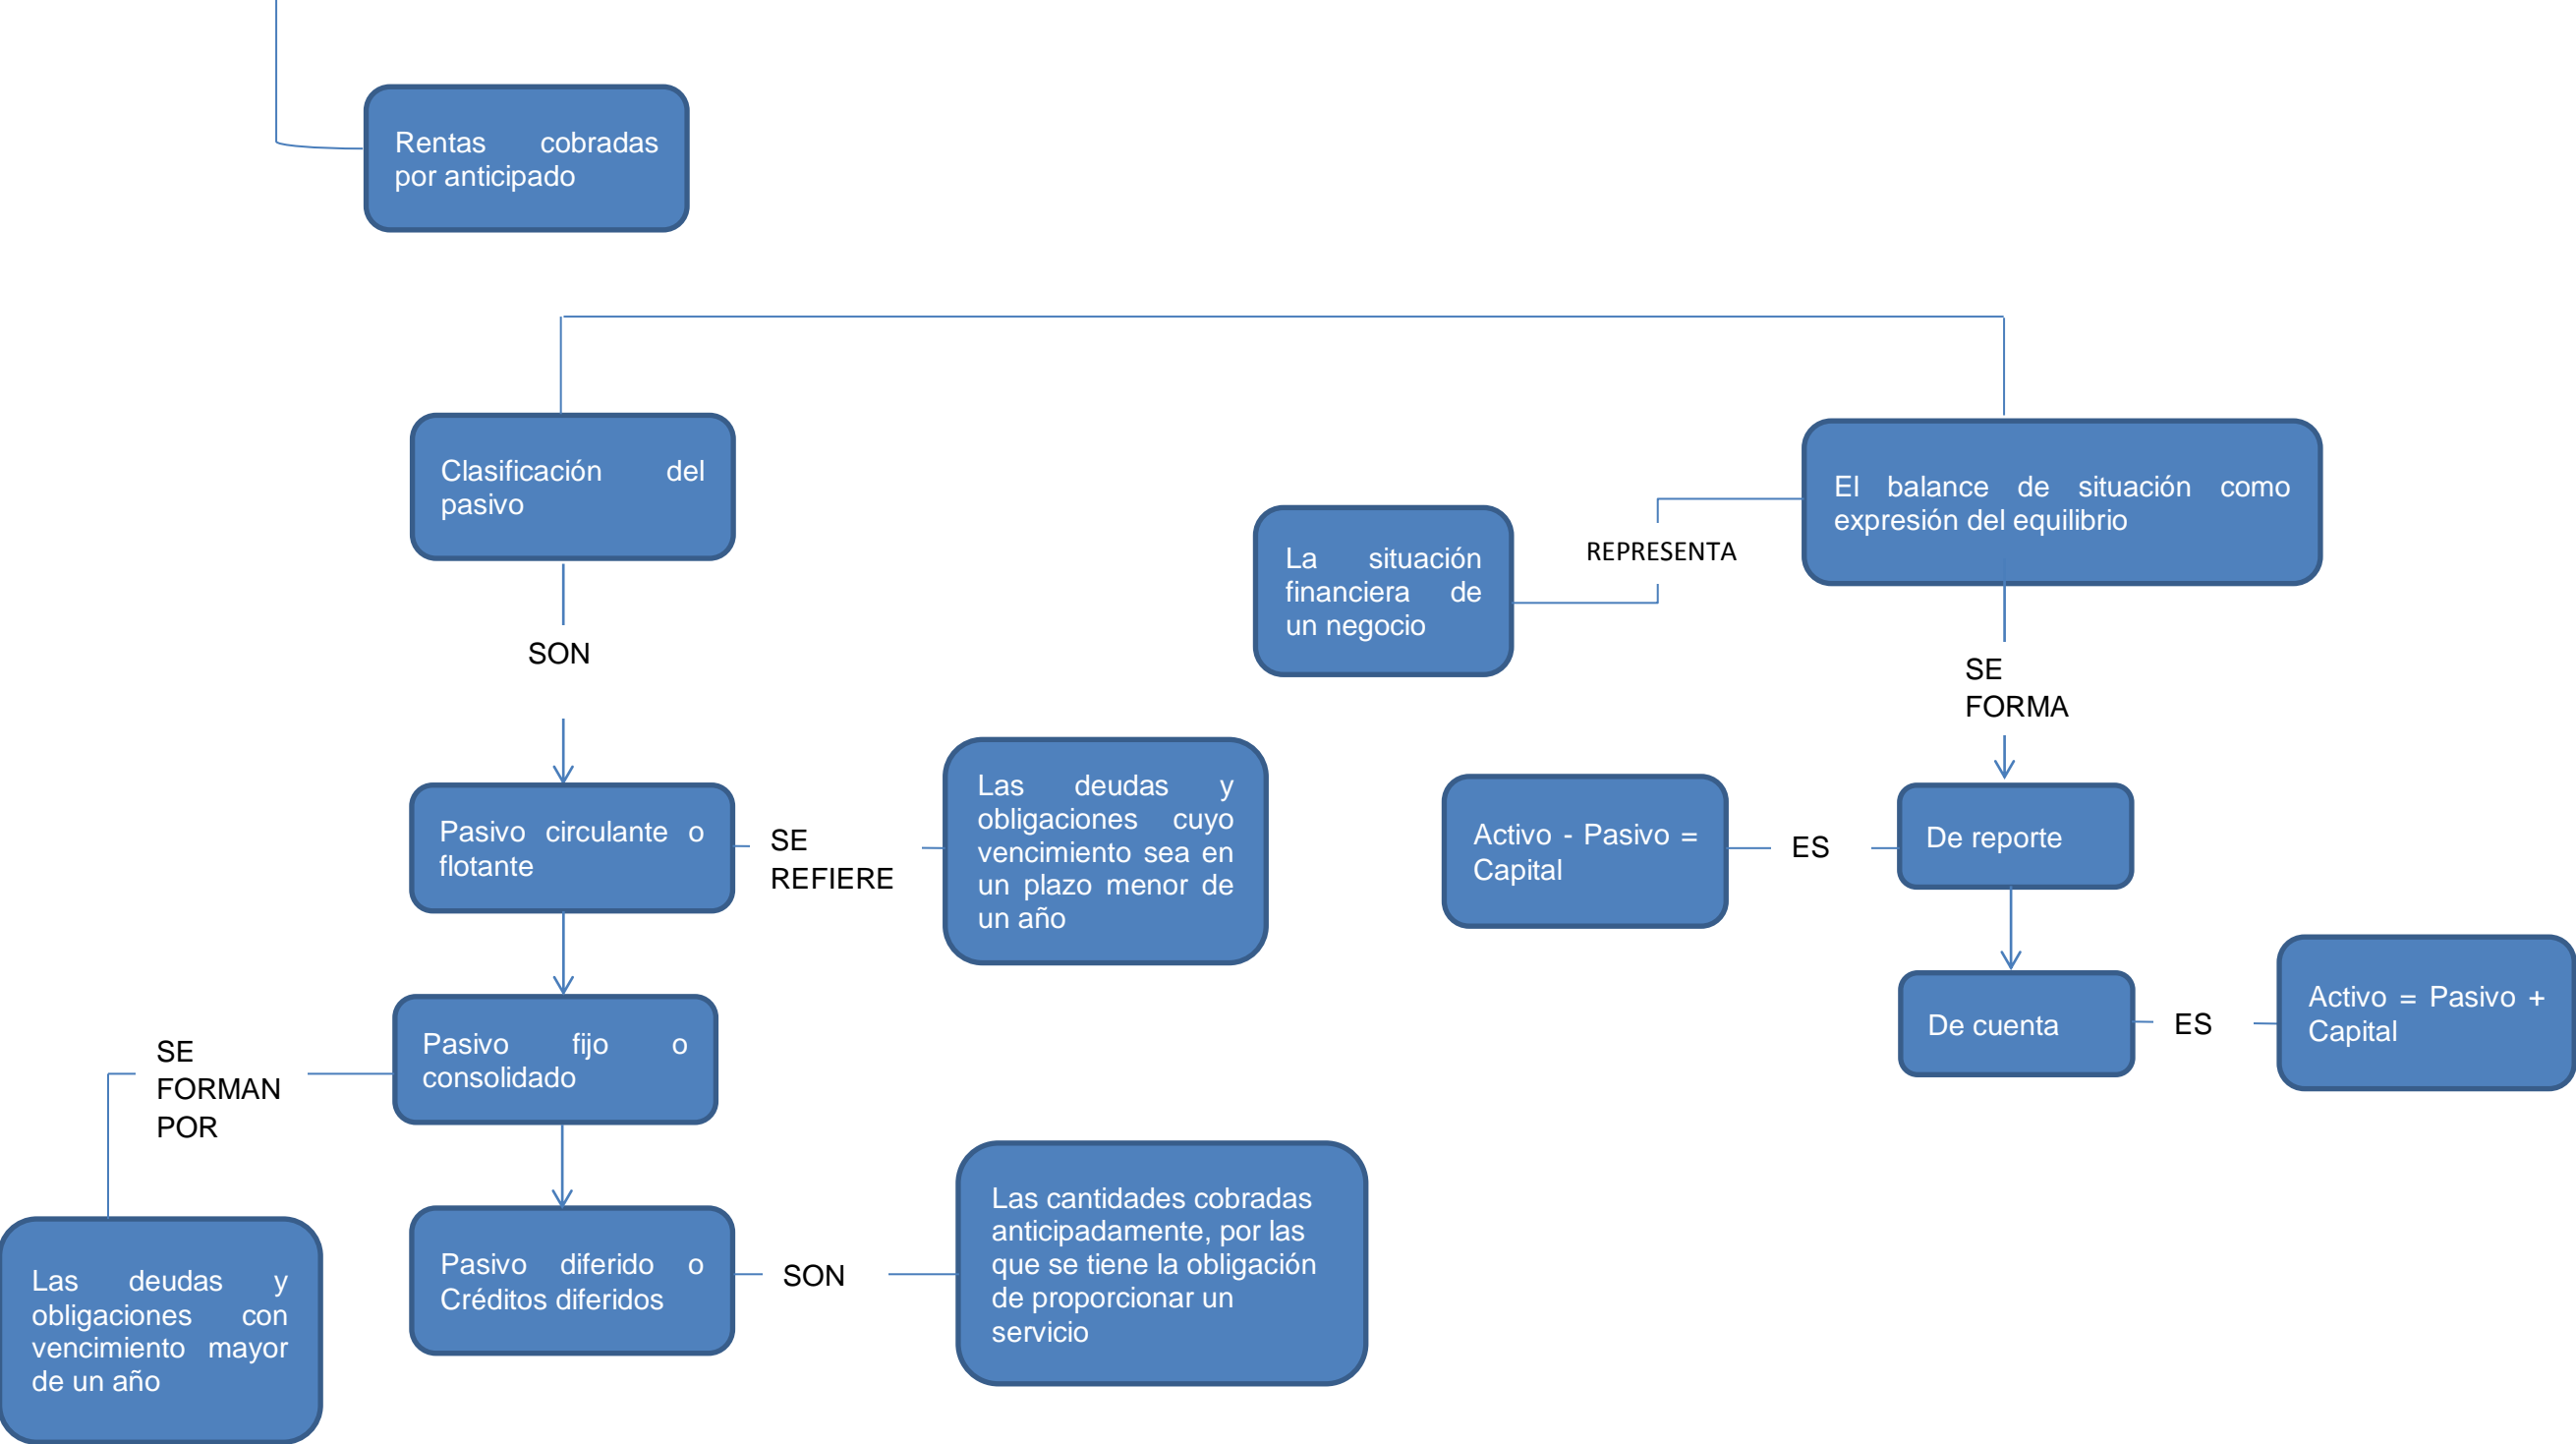 Rentas cobradas
por anticipado
Clasificación del
pasivo
El balance de situación como
expresión del equilibrio
La situación
financiera de
un negocio
REPRESENTA
SON
SE
FORMA
Pasivo circulante o
flotante
SE
REFIERE
Las deudas y
obligaciones cuyo
vencimiento sea en
un plazo menor de
un año
Activo - Pasivo =
Capital
ES
De reporte
Pasivo fijo o
consolidado
SE
FORMAN
POR
De cuenta
ES
Activo = Pasivo +
Capital
Las deudas y
obligaciones con
vencimiento mayor
de un año
Pasivo diferido o
Créditos diferidos
SON
Las cantidades cobradas
anticipadamente, por las
que se tiene la obligación
de proporcionar un
servicio